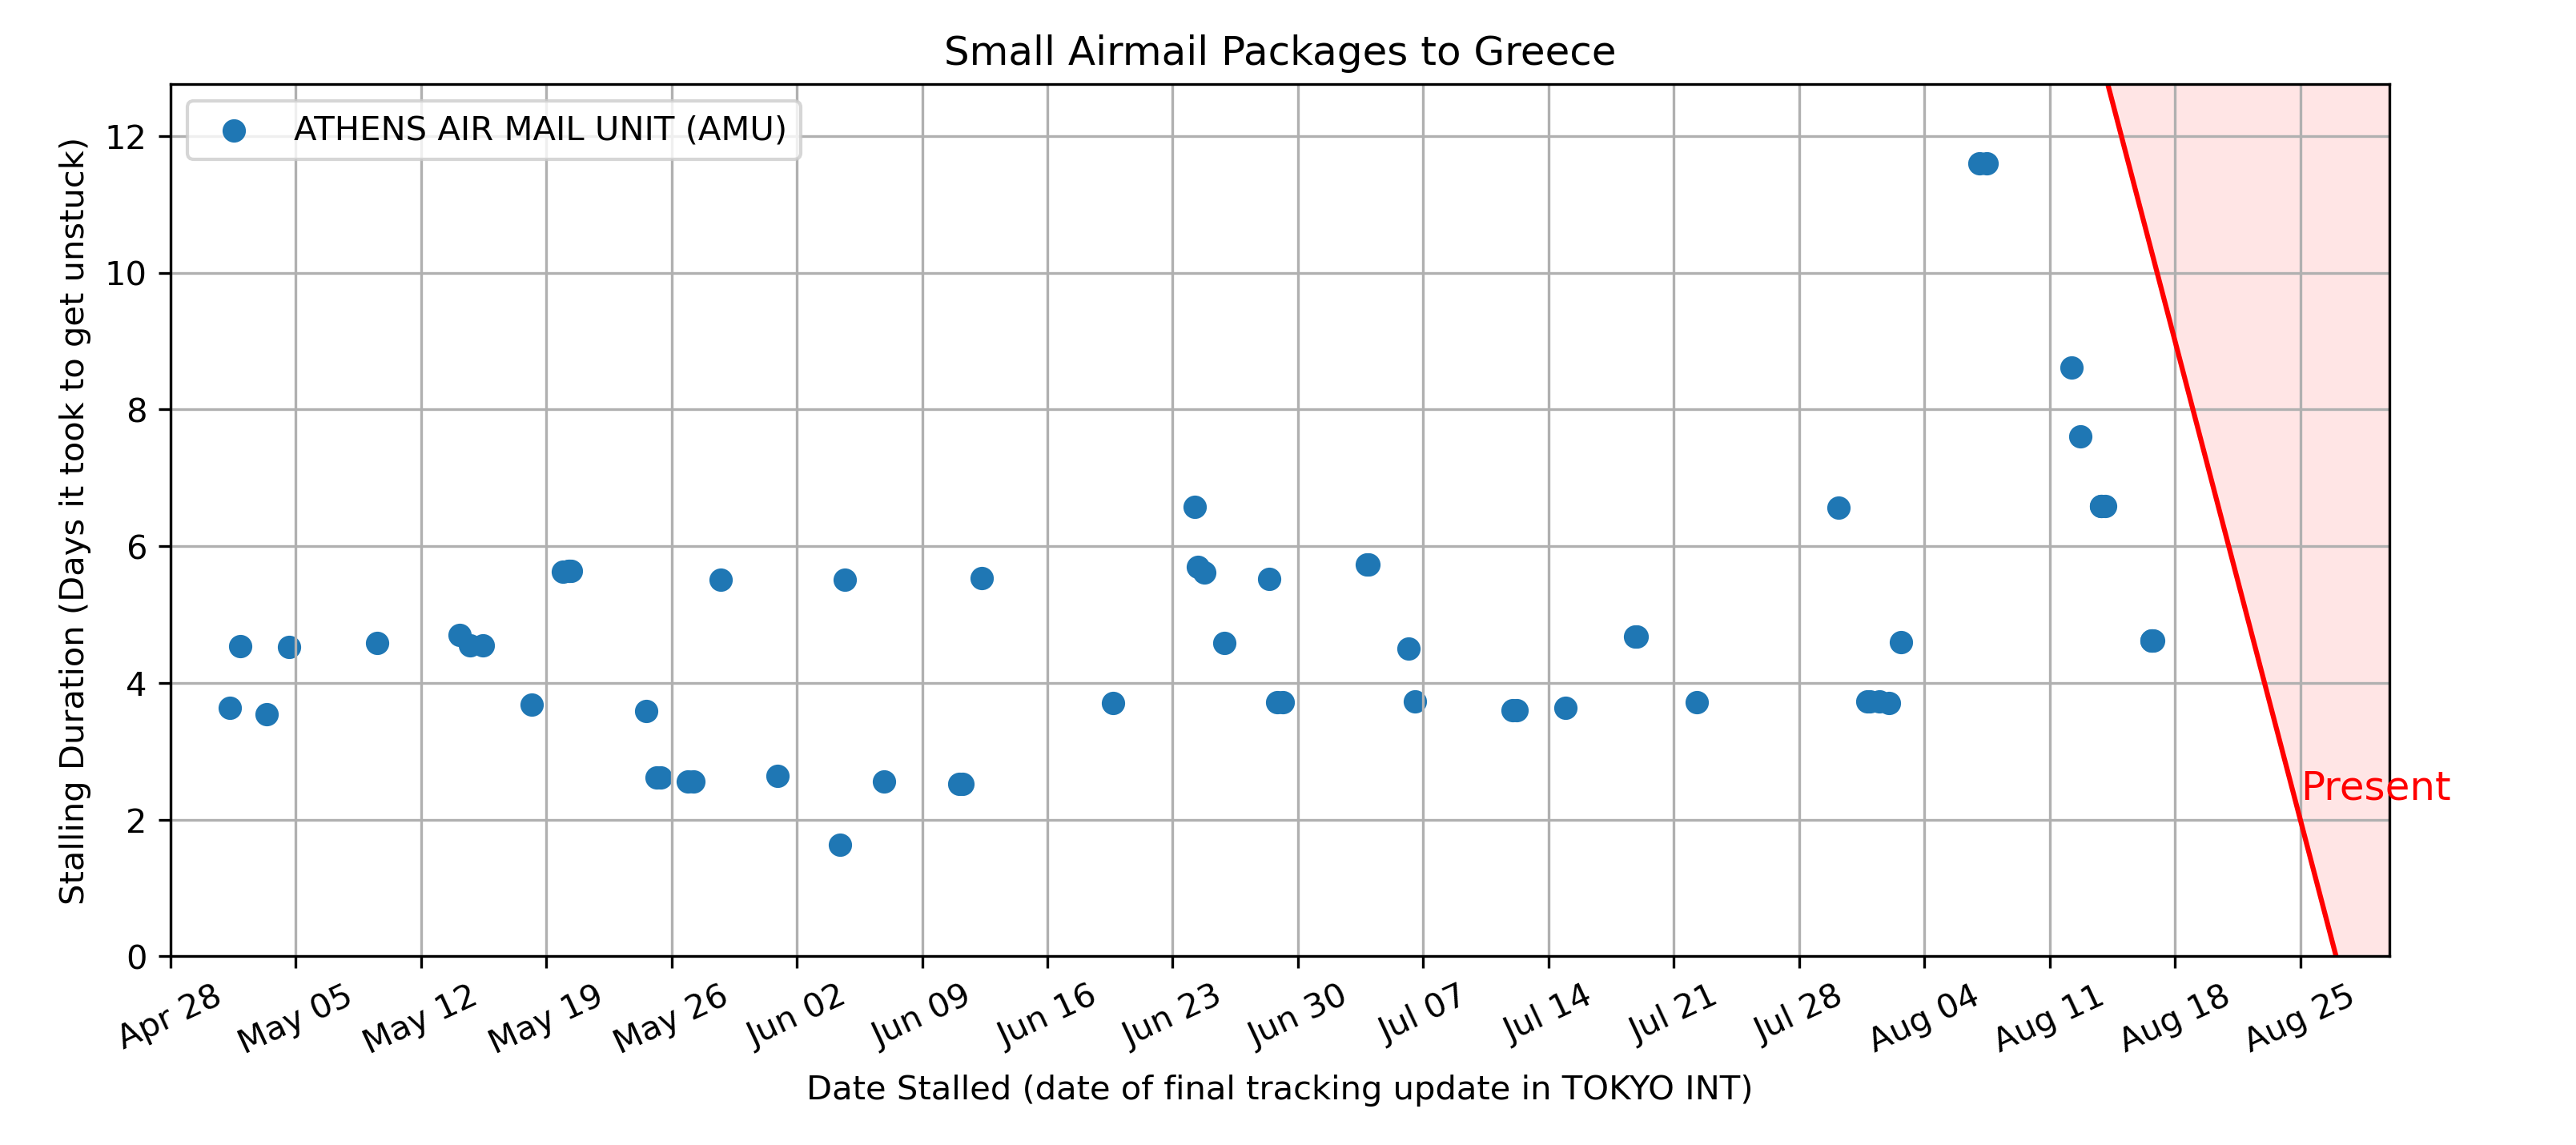 Small Airmail Packages to Greece
ATHENS AIR MAIL UNIT (AMU)
Stalling Duration (Days it took to get unstuck)
12
10
8
6
4
2
0
Present
Apr 28
May 05
May 12
May 19
May 26
Jun 02
Jun 09
Jun 16
Jun 23
Jun 30
Jul 07
Jul 14
Jul 21
Jul 28
Aug 04
Aug 11
Aug 18
Aug 25
Date Stalled (date of final tracking update in TOKYO INT)